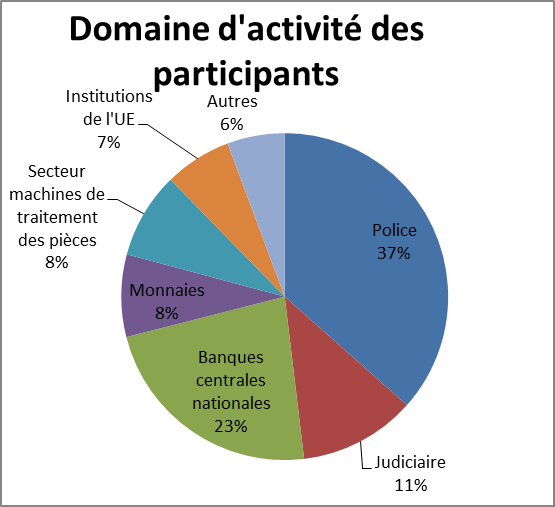 Domaine d'activité des
participants
Police
37%
Judiciaire
11%
Banques
centrales
nationales
23%
Monnaies
8%
Secteur
machines de
traitement
des pièces
8%
Institutions
de l'UE
7%
Autres
6%